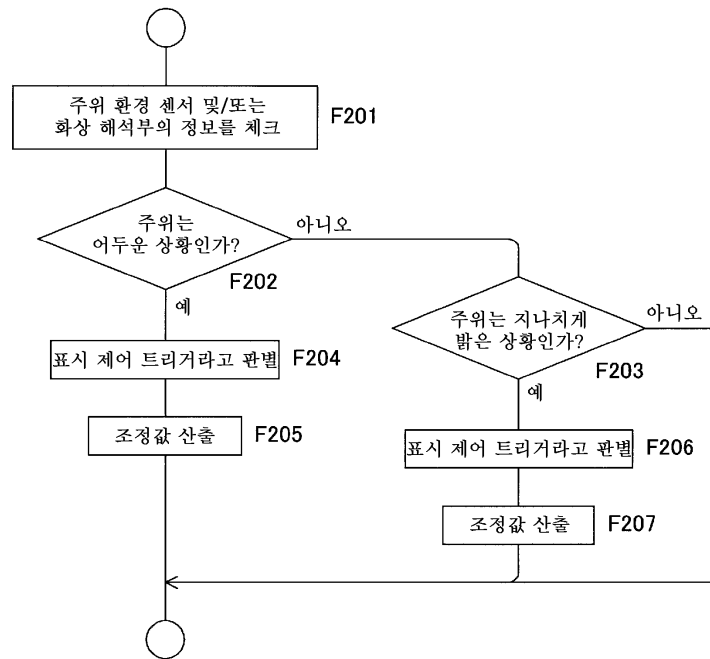 주위 환경 센서 및/또는
화상 해석부의 정보를 체크
F201
주위는
어두운 상황인가?
F202
아니오
예
주위는 지나치게
밝은 상황인가?
F203
아니오
예
표시 제어 트리거라고 판별
F204
조정값 산출
F205
표시 제어 트리거라고 판별
F206
조정값 산출
F207